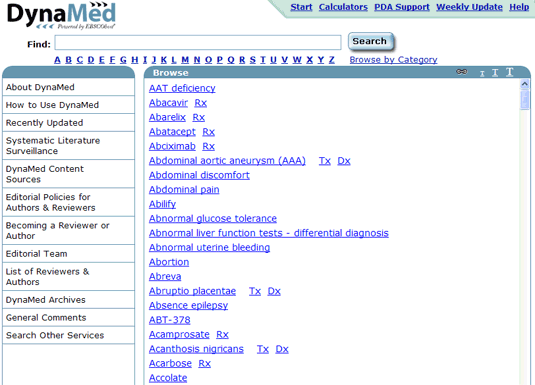 DynaMed
Powered by EBSCOhost
Start Calculators PDA Support Weekly Update Help
Find: Search
A B C D E F G H I J K L M N O P Q R S T U V W X Y Z Browse by Category
About DynaMed
How to Use DynaMed
Recently Updated
Systematic Literature
Surveillance
DynaMed Content
Sources
Editorial Policies for
Authors & Reviewers
Becoming a Reviewer or
Author
Editorial Team
List of Reviewers &
Authors
DynaMed Archives
General Comments
Search Other Services
Browse T T T
AAT deficiency
Abacavir Rx
Abarelix Rx
Abatacept Rx
Abciximab Rx
Abdominal aortic aneurysm (AAA) Tx Dx
Abdominal discomfort
Abdominal pain
Abilify
Abnormal glucose tolerance
Abnormal liver function tests - differential diagnosis
Abnormal uterine bleeding
Abortion
Abreva
Abruptio placentae Tx Dx
Absence epilepsy
ABT-378
Acamprosate Rx
Acanthosis nigricans Tx Dx
Acarbose Rx
Accolate